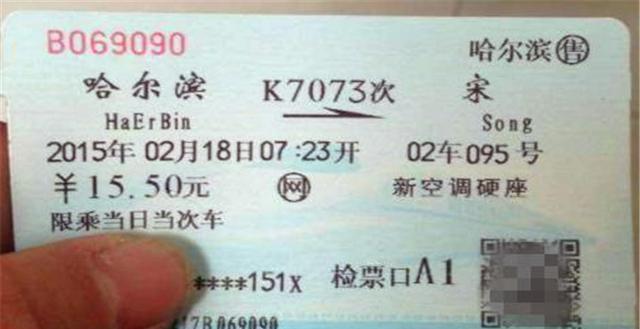 B069090 哈尔滨 售
哈尔滨 K7073次 宋
HaErBin Song
2015年02月18日07:23开 02车095号
￥15.50元 网 新空调硬座
限乘当日当次车
****151X 检票口A1
17B069090